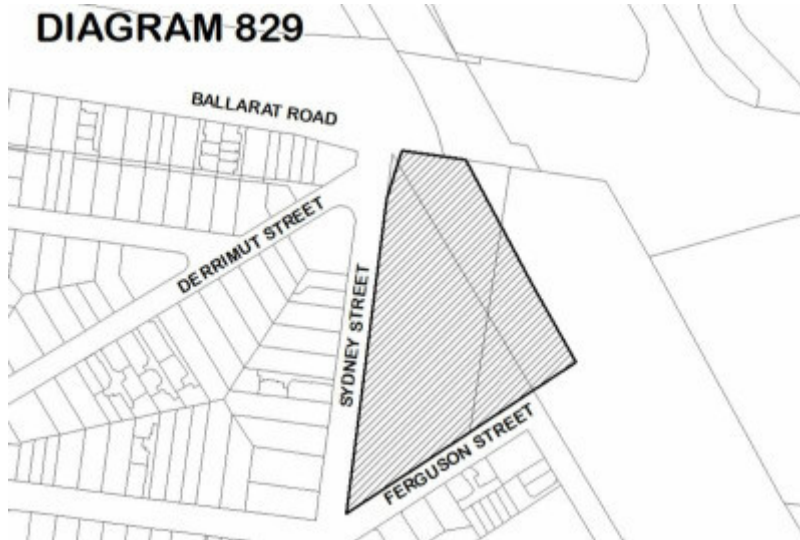 DIAGRAM 829
BALLARAT ROAD
DERRIMUT STREET
SYDNEY STREET
FERGUSON STREET